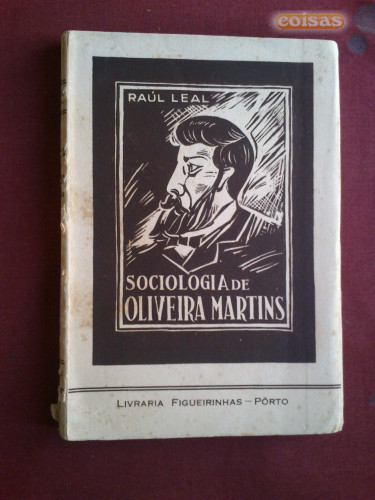 coisas
RAÚL LEAL
SOCIOLOGIA DE
OLIVEIRA MARTINS
LIVRARIA FIGUEIRINHAS — PÔRTO